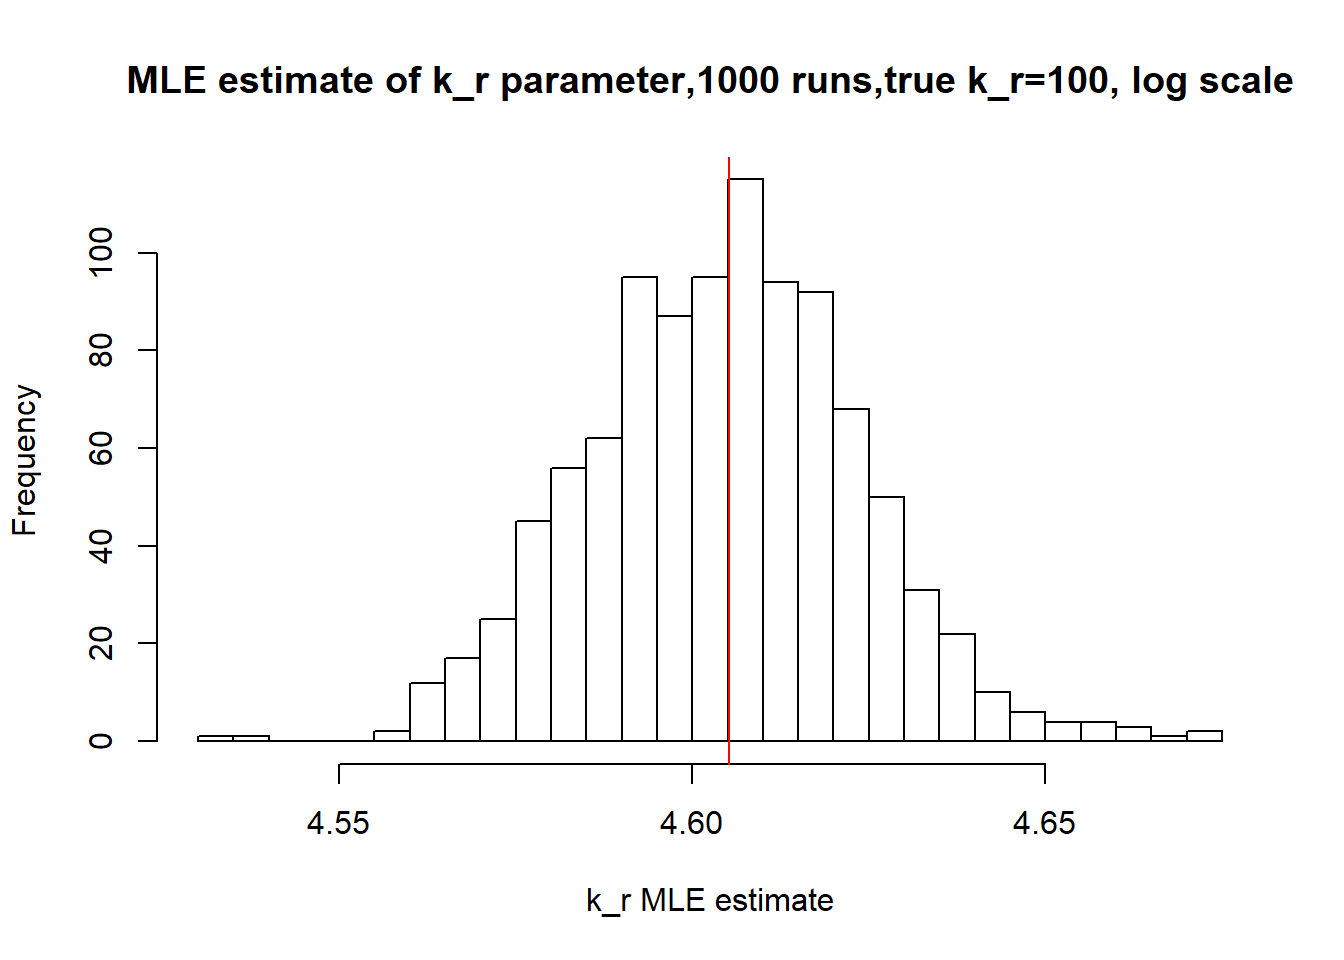 MLE estimate of k_r parameter,1000 runs,true k_r=100, log scale
Frequency
100
80
60
40
20
0
4.55 4.60 4.65
k_r MLE estimate